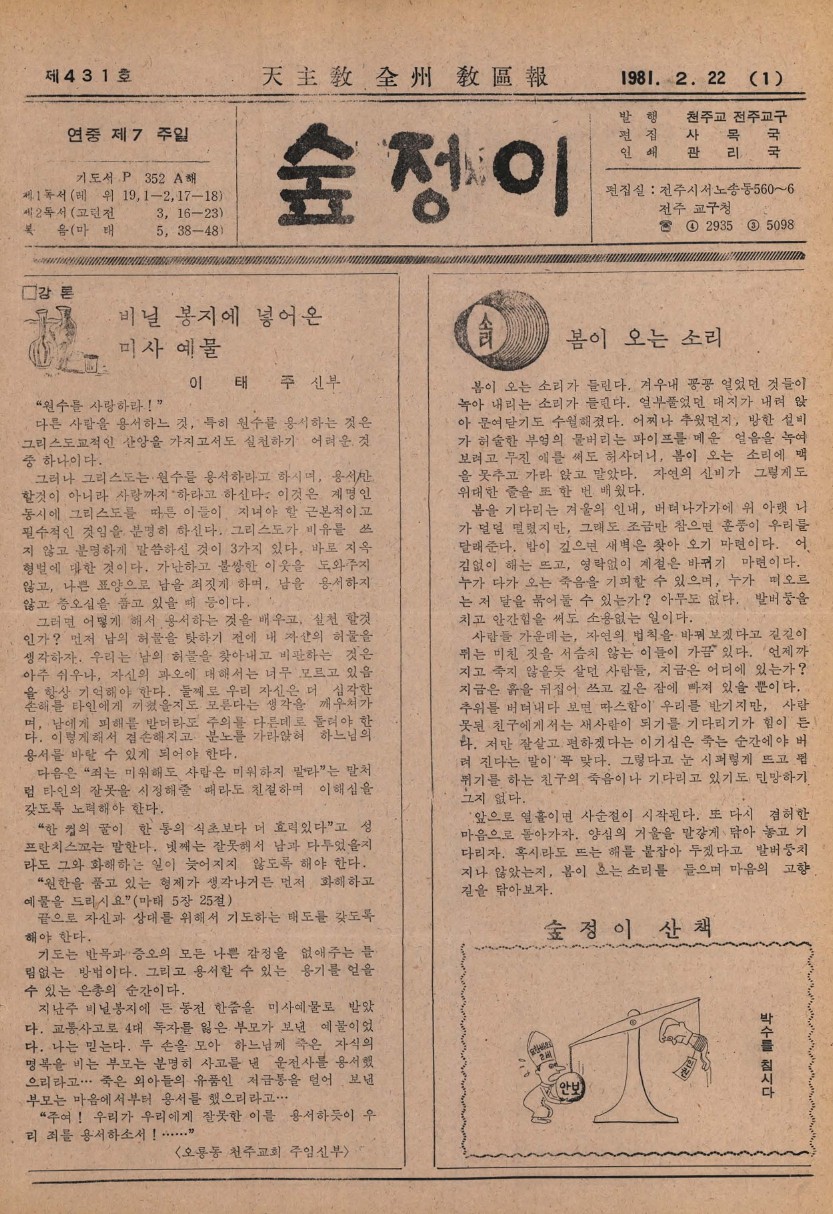 제431호
天主敎 全州 敎區報
1981. 2. 22 (1)
연중 제7 주일
기도서 P 352 A해
제1독서(레 위 19,1—2,17—18)
제2독서(고린전 3, 16—23)
복 음(마 태 5, 38—48)
숲정이
발 행 천주교 전주교구
편 집 사 목 국
인 쇄 관 리 국
편집실 : 전주시서노송동560~6
전주 교구청
☎ ④ 2935 ③ 5098
□강 론
비닐 봉지에 넣어온
미사 예물
이 태 주 신부
“원수를 사랑하라!”
다른 사람을 용서하느 것, 특히 원수를 용서하는 것은
그리스도교적인 신앙을 가지고서도 실천하기 어려운 것
중 하나이다.
그러나 그리스도는 원수를 용서하라고 하시며, 용서만
할것이 아니라 사랑까지 하라고 하신다. 이것은 계명인
동시에 그리스도를 따른 이들이 지녀야 할 근본적이고
필수적인 것임을 분명히 하신다. 그리스도가 비유를 쓰
지 않고 분명하게 말씀하신 것이 3가지 있다. 바로 지옥
형벌에 대한 것이다. 가난하고 불쌍한 이웃을 도와주지
않고, 나쁜 표양으로 남을 죄짓게 하며, 남을 용서하지
않고 증오심을 품고 있을 때 등이다.
그러면 어떻게 해서 용서하는 것을 배우고, 실천 할것
인가? 먼저 남의 허물을 탓하기 전에 내 자신의 허물을
생각하자. 우리는 남의 허물을 찾아내고 비판하는 것은
아주 쉬우나, 자신의 과오에 대해서는 너무 모르고 있음
을 항상 기억해야 한다. 둘째로 우리 자신은 더 심각한
손해를 타인에게 끼쳤을지도 모른다는 생각을 깨우쳐가
며, 남에게 피해를 받더라도 주의를 다른데로 돌려야 한
다. 이렇게해서 겸손해지고 분노를 가라앉혀 하느님의
용서를 바랄 수 있게 되어야 한다.
다음은 “죄는 미워해도 사람은 미워하지 말라”는 말처
럼 타인의 잘못을 시정해줄 때라도 친절하며 이해심을
갖도록 노력해야 한다.
“한 컵의 꿀이 한 통의 식초보다 더 효력있다”고 성
프란치스꼬는 말한다. 넷째는 잘못해서 남과 다투었을지
라도 그와 화해하는 일이 늦어지지 않도록 해야 한다.
“원한을 품고 있는 형제가 생각나거든 먼저 화해하고
예물을 드리시요”(마태 5장 25절)
끝으로 자신과 상대를 위해서 기도하는 태도를 갖도록
해야 한다.
기도는 반목과 증오의 모든 나쁜 감정을 없애주는 틀
림없는 방법이다. 그리고 용서할 수 있는 용기를 얻을
수 있는 은총의 순간이다.
지난주 비닐봉지에 든 동전 한줌을 미사예물로 받았
다. 교통사고로 4대 독자를 잃은 부모가 보낸 예물이었
다. 나는 믿는다. 두 손을 모아 하느님께 죽은 자식의
명복을 비는 부모는 분명히 사고를 낸 운전사를 용서했
으리라고… 죽은 외아들의 유품인 저금통을 털어 보낸
부모는 마음에서부터 용서를 했으리라고…
“주여! 우리가 우리에게 잘못한 이를 용서하듯이 우
리 죄를 용서하소서!……”
〈오룡동 천주교회 주임신부〉
소리
봄이 오는 소리
봄이 오는 소리가 들린다. 겨우내 꽁꽁 얼었던 것들이
녹아 내리는 소리가 들린다. 얼부풀었던 대지가 내려 앉
아 문여닫기도 수월해졌다. 어찌나 추웠던지, 방한 설비
가 허술한 부엌의 물버리는 파이프를 메운 얼음을 녹여
보려고 무진 애를 써도 허사더니, 봄이 오는 소리에 맥
을 못추고 가라 앉고 말았다. 자연의 신비가 그렇게도
위대한 줄을 또 한 번 배웠다.
봄을 기다리는 겨울의 인내, 버텨나가기에 위 아랫 니
가 덜덜 떨렸지만, 그래도 조금만 참으면 훈풍이 우리를
달래준다. 밤이 깊으면 새벽은 찾아 오기 마련이다. 어
김없이 해는 뜨고, 영락없이 계절은 바뀌기 마련이다.
누가 다가 오는 죽음을 기피할 수 있으며, 누가 떠오르
는 저 달을 묶어둘 수 있는가? 아무도 없다. 발버둥을
치고 안간힘을 써도 소용없는 일이다.
사람들 가운데는, 자연의 법칙을 바꿔 보겠다고 길길이
뛰는 미친 짓을 서슴치 않는 이들이 가끔 있다. 언제까
지고 죽지 않을듯 살던 사람들, 지금은 어디에 있는가?
지금은 흙을 뒤집어 쓰고 깊은 잠에 빠져 있을 뿐이다.
추위를 버텨내다 보면 따스함이 우리를 반기지만, 사람
못된 친구에게서는 새사람이 되기를 기다리기가 힘이 든
다. 저만 잘살고 편하겠다는 이기심은 죽는 순간에야 버
려 진다는 말이 꼭 맞다. 그렇다고 눈 시퍼렇게 뜨고 펄
뛰기를 하는 친구의 죽음이나 기다리고 있기도 민망하기
그지 없다.
앞으로 열흘이면 사순절이 시작된다. 또 다시 겸허한
마음으로 돌아가자. 양심의 거울을 말갛게 닦아 놓고 기
다리자. 혹시라도 뜨는 해를 붙잡아 두겠다고 발버둥치
지나 않았는지, 봄이 오는 소리를 들으며 마음의 고향
길을 닦아보자.
숲정이 산책
박수를 칩시다
안보
인권